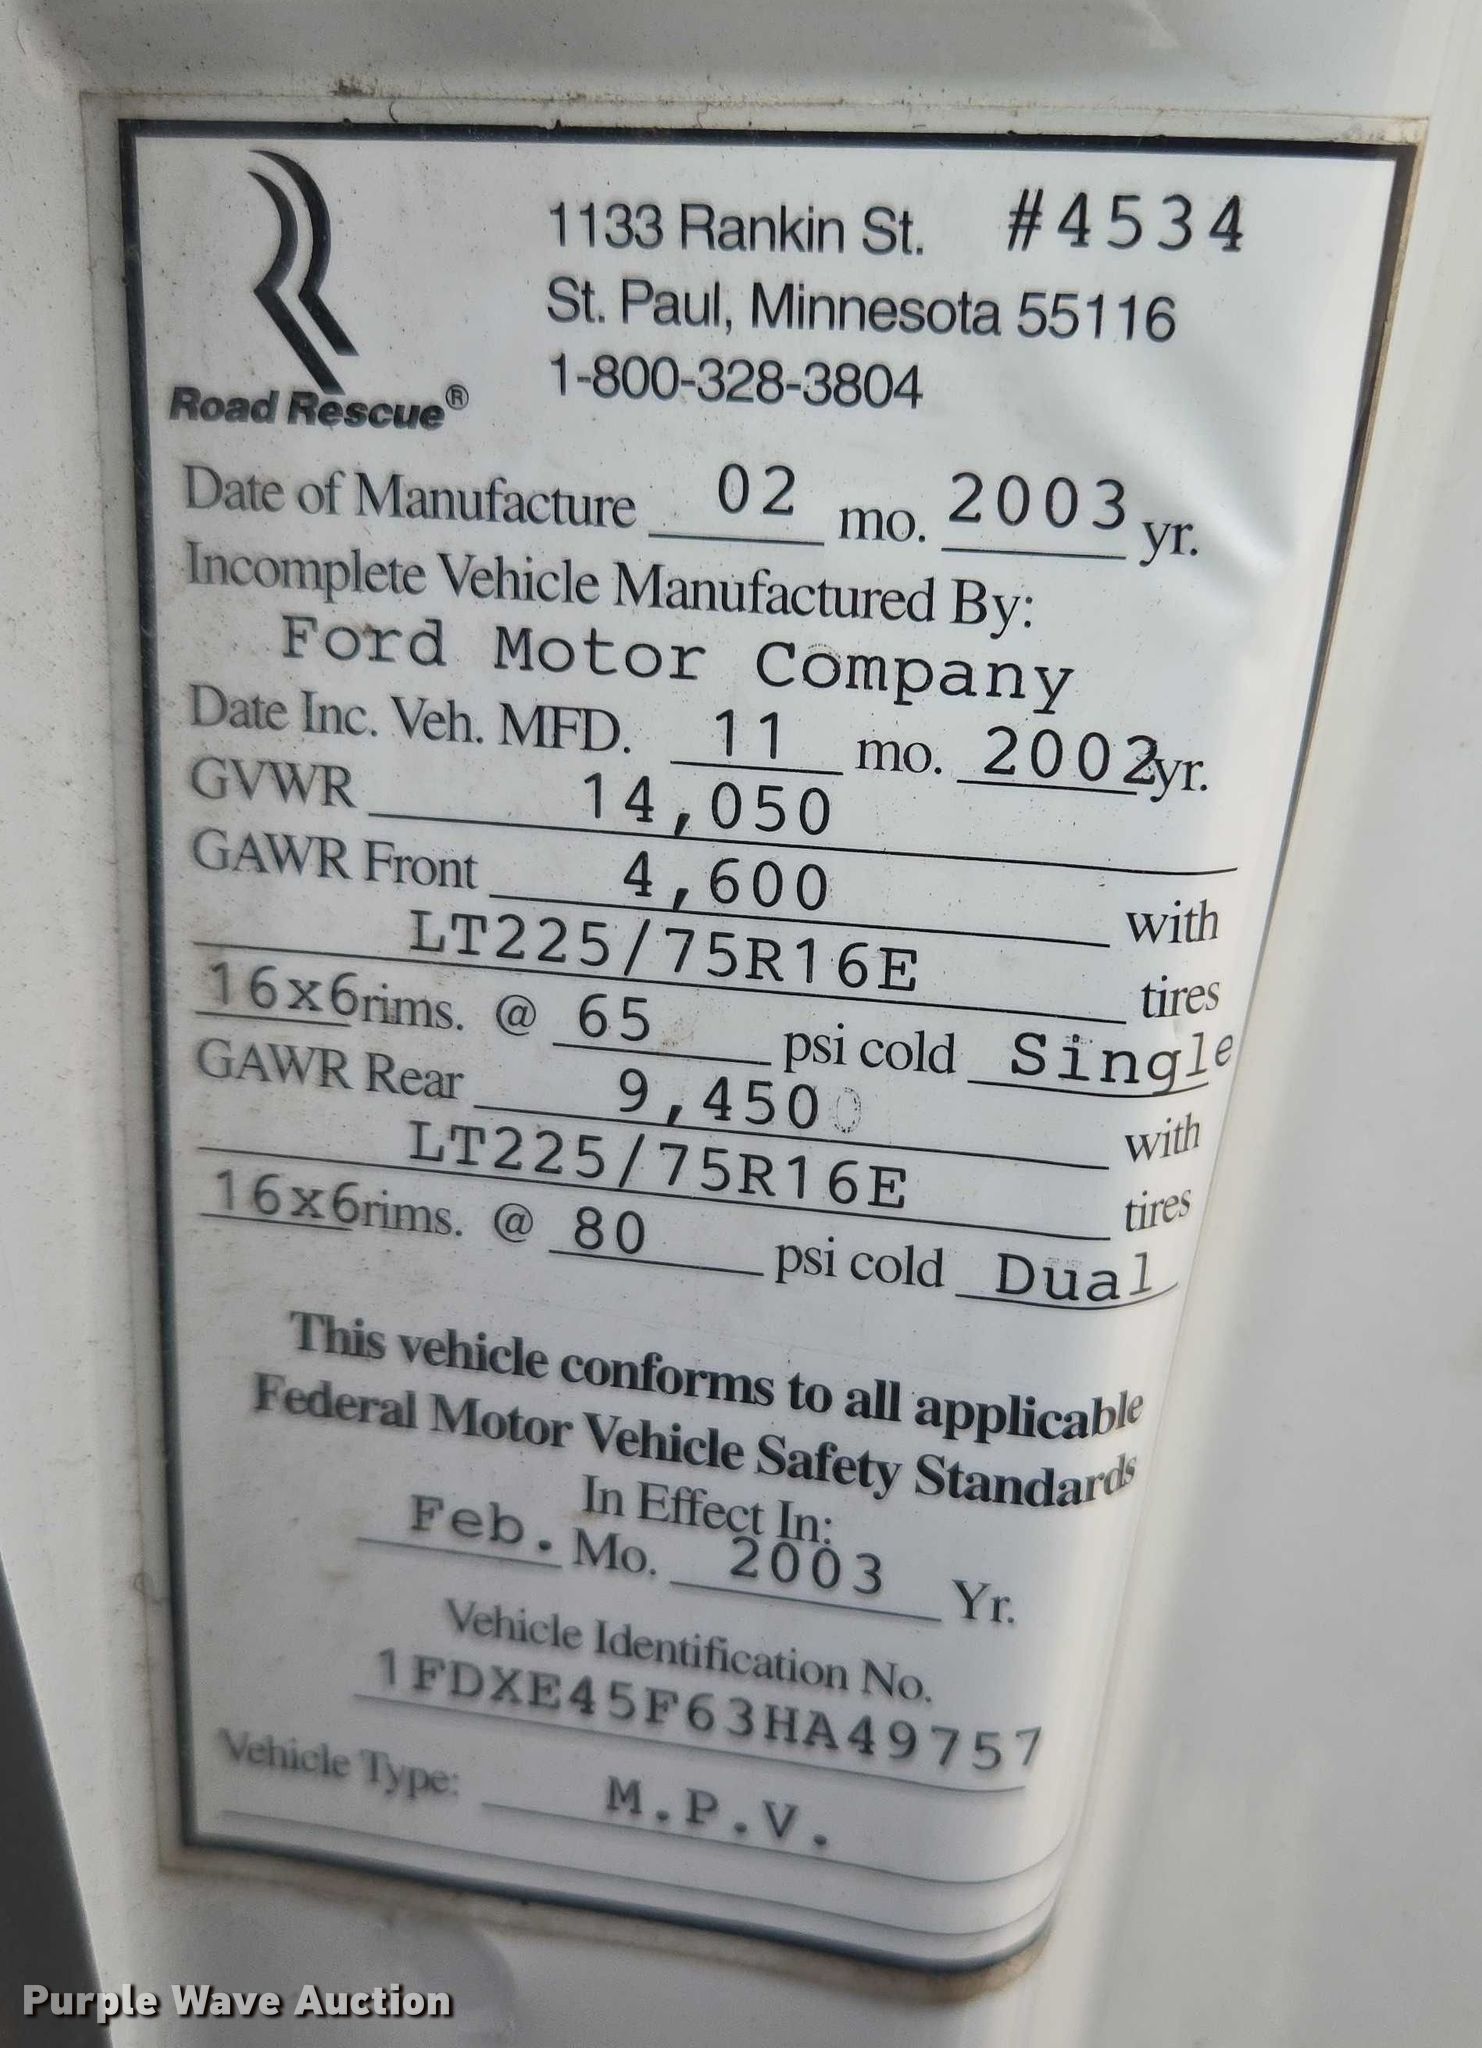 1133 Rankin St. #4534
St. Paul, Minnesota 55116
1-800-328-3804
Road Rescue®
Date of Manufacture 02 mo. 2003 yr.
Incomplete Vehicle Manufactured By:
Ford Motor Company
Date Inc. Veh. MFD. 11 mo. 2002 yr.
GVWR 14,050
GAWR Front 4,600 with
LT225/75R16E tires
16x6 rims. @ 65 psi cold Single
GAWR Rear 9,450 with
LT225/75R16E tires
16x6 rims. @ 80 psi cold Dual
This vehicle conforms to all applicable
Federal Motor Vehicle Safety Standards
In Effect In:
Feb. Mo. 2003 Yr.
Vehicle Identification No.
1FDXE45F63HA49757
Vehicle Type: M.P.V.
Purple Wave Auction